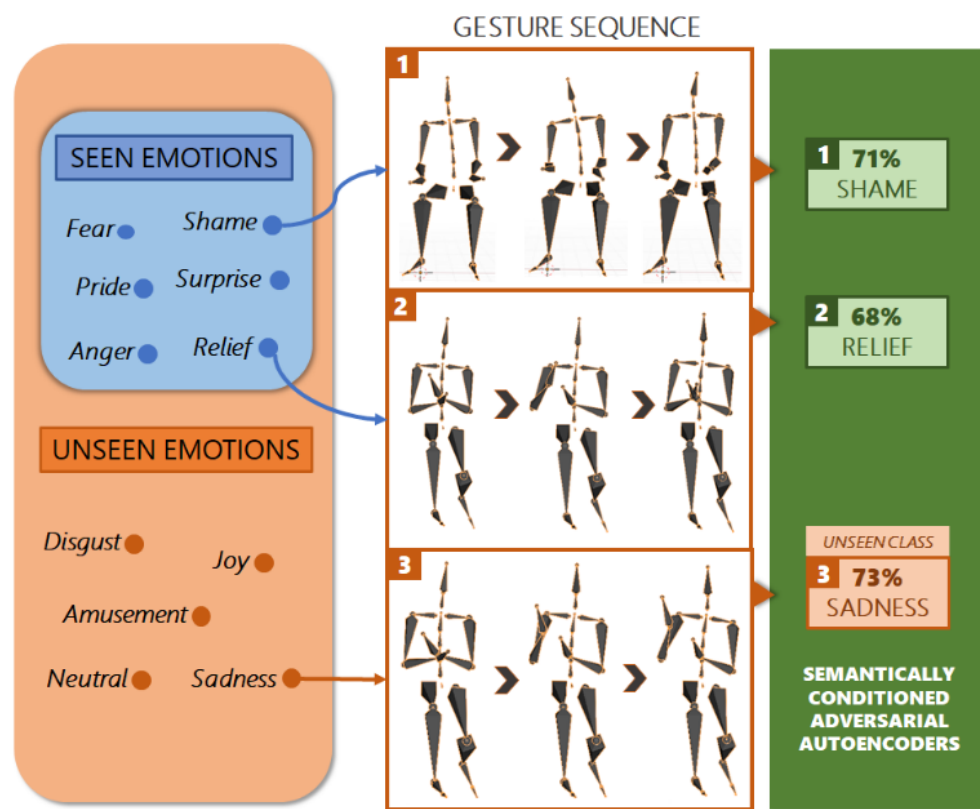 GESTURE SEQUENCE
SEEN EMOTIONS
Fear
Shame
Pride
Surprise
Anger
Relief
UNSEEN EMOTIONS
Disgust
Joy
Amusement
Neutral
Sadness
1
2
3
1 71%
SHAME
2 68%
RELIEF
UNSEEN CLASS
3 73%
SADNESS
SEMANTICALLY
CONDITIONED
ADVERSARIAL
AUTOENCODERS